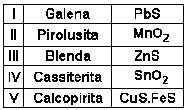 I Galena PbS
II Pirolusita MnO₂
III Blenda ZnS
IV Cassiterita SnO₂
V Calcopirita CuS.FeS